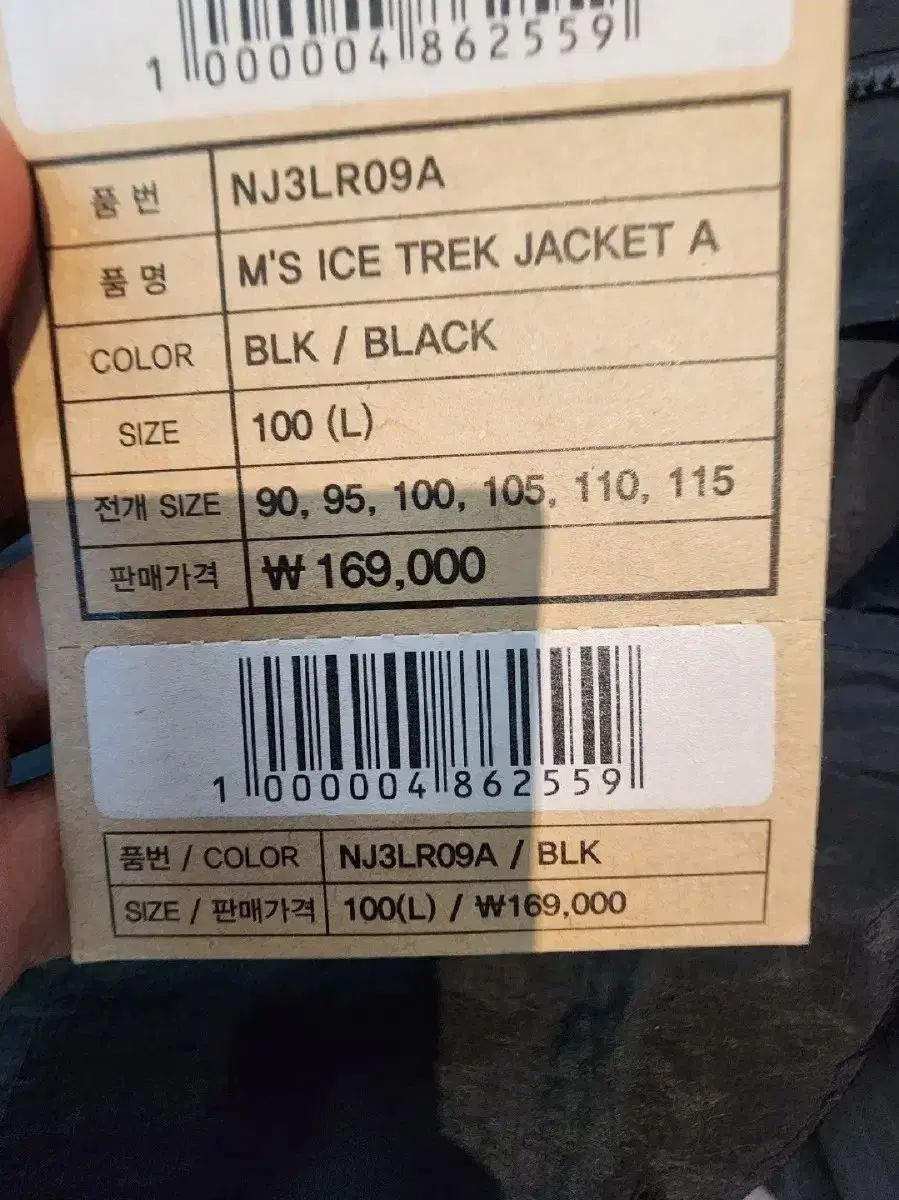 1 000004 862559
품번 NJ3LR09A
품명 M'S ICE TREK JACKET A
COLOR BLK / BLACK
SIZE 100 (L)
전개 SIZE 90, 95, 100, 105, 110, 115
판매가격 ₩ 169,000
1 000004 862559
품번 / COLOR NJ3LR09A / BLK
SIZE / 판매가격 100(L) / ₩169,000